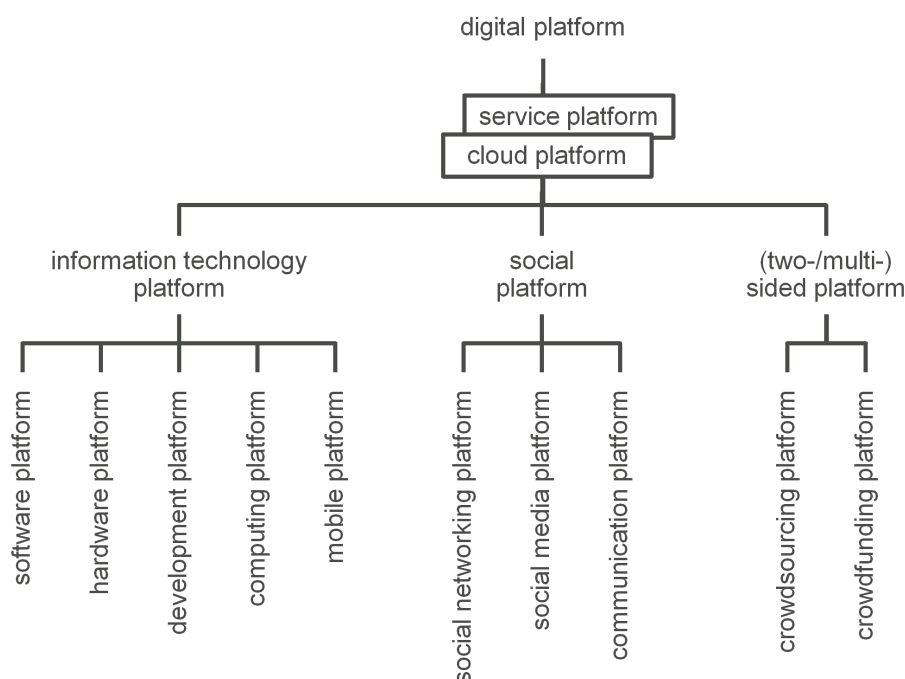 digital platform
service platform
cloud platform
information technology
platform
social
platform
(two-/multi-)
sided platform
software platform
hardware platform
development platform
computing platform
mobile platform
social networking platform
social media platform
communication platform
crowdsourcing platform
crowdfunding platform